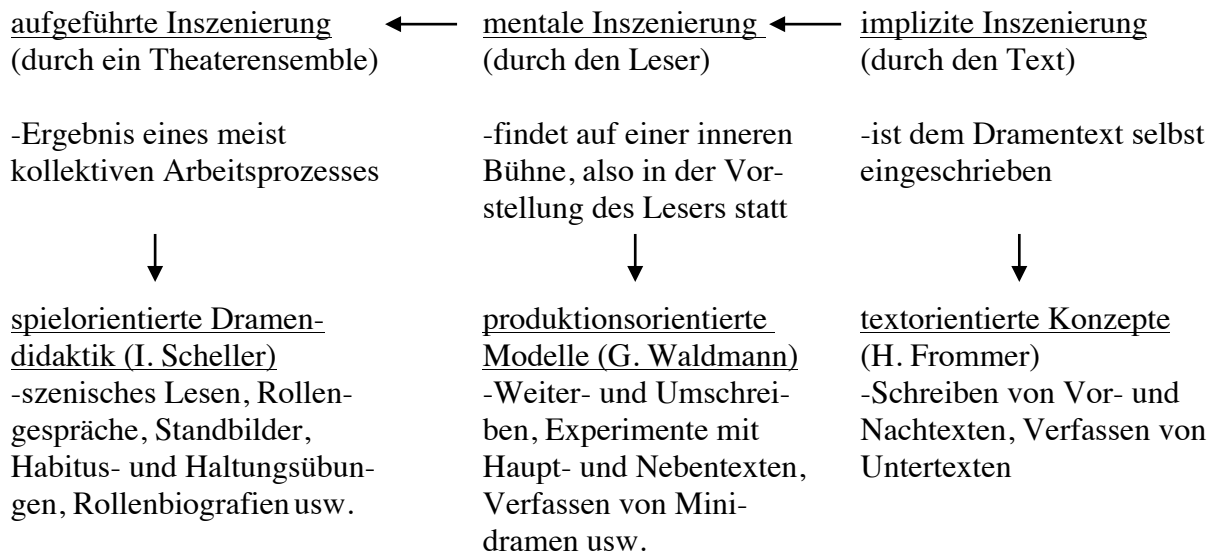 aufgeführte Inszenierung
(durch ein Theaterensemble)
-Ergebnis eines meist
kollektiven Arbeitsprozesses
spielorientierte Dramen-
didaktik (I. Scheller)
-szenisches Lesen, Rollen-
gespräche, Standbilder,
Habitus- und Haltungsübun-
gen, Rollenbiografien usw.
mentale Inszenierung
(durch den Leser)
-findet auf einer inneren
Bühne, also in der Vor-
stellung des Lesers statt
produktionsorientierte
Modelle (G. Waldmann)
-Weiter- und Umschrei-
ben, Experimente mit
Haupt- und Nebentexten,
Verfassen von Mini-
dramen usw.
implizite Inszenierung
(durch den Text)
-ist dem Dramentext selbst
eingeschrieben
textorientierte Konzepte
(H. Frommer)
-Schreiben von Vor- und
Nachtexten, Verfassen von
Untertexten